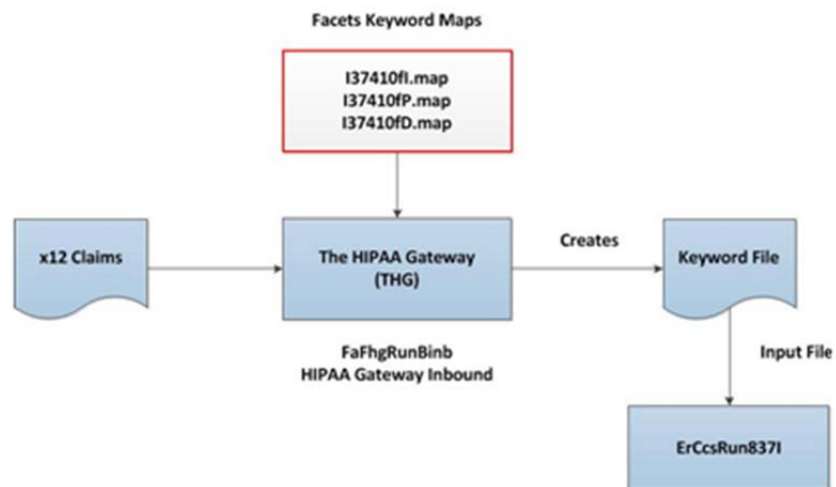 Facets Keyword Maps
I37410fI.map
I37410fP.map
I37410fD.map
x12 Claims
The HIPAA Gateway
(THG)
Creates
Keyword File
FaFhgRunBinb
HIPAA Gateway Inbound
Input File
ErCcsRun837I